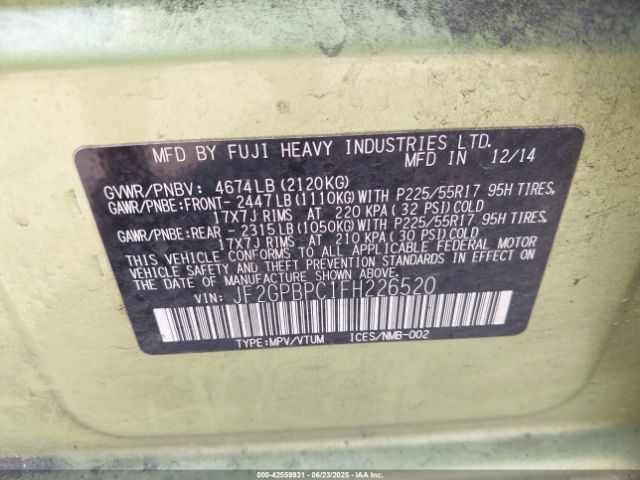 MFD BY FUJI HEAVY INDUSTRIES LTD.
MFD IN 12/14
GVWR/PNBV: 4674LB(2120KG)
GAWR/PNBE:FRONT- 2447LB(1110KG)WITH P225/55R17 95H TIRES,
17X7J RIMS AT 220 KPA(32 PSI)COLD
GAWR/PNBE:REAR - 2315LB(1050KG)WITH P225/55R17 95H TIRES,
17X7J RIMS AT 210 KPA(30 PSI)COLD
THIS VEHICLE CONFORMS TO ALL APPLICABLE FEDERAL MOTOR
VEHICLE SAFETY AND BUMPER STANDARDS IN EFFECT ON THE
DATE OF MANUFACTURE SHOWN ABOVE.
VIN: JF2GPBPC1FH226520
TYPE:MPV/VTUM ICES/NMB-002
000-42559931 - 06/23/2025 - IAAI.COM